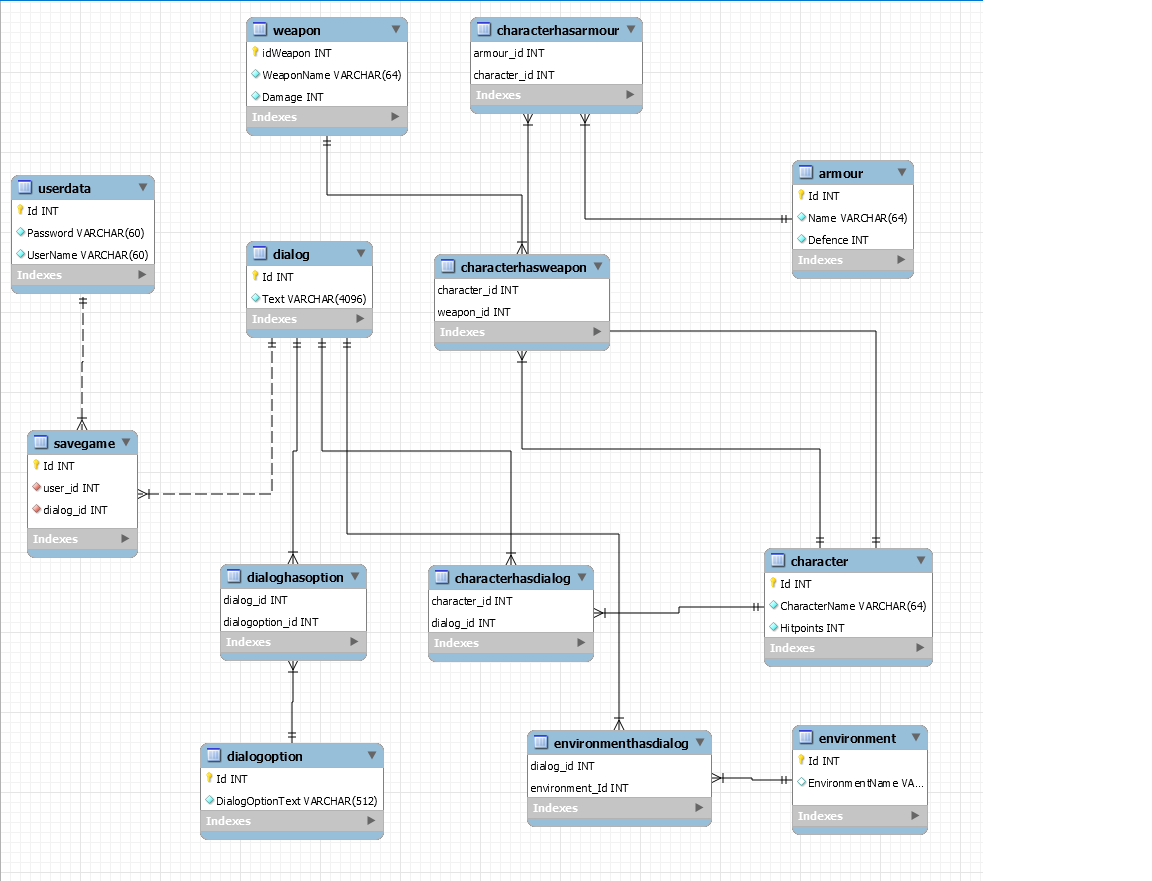 weapon
idWeapon INT
WeaponName VARCHAR(64)
Damage INT
Indexes
characterhasarmour
armour_id INT
character_id INT
Indexes
armour
Id INT
Name VARCHAR(64)
Defence INT
Indexes
userdata
Id INT
Password VARCHAR(60)
UserName VARCHAR(60)
Indexes
dialog
Id INT
Text VARCHAR(4096)
Indexes
characterhasweapon
character_id INT
weapon_id INT
Indexes
savegame
Id INT
user_id INT
dialog_id INT
Indexes
dialoghasoption
dialog_id INT
dialogoption_id INT
Indexes
characterhasdialog
character_id INT
dialog_id INT
Indexes
character
Id INT
CharacterName VARCHAR(64)
Hitpoints INT
Indexes
dialogoption
Id INT
DialogOptionText VARCHAR(512)
Indexes
environmenthasdialog
dialog_id INT
environment_Id INT
Indexes
environment
Id INT
EnvironmentName VA...
Indexes